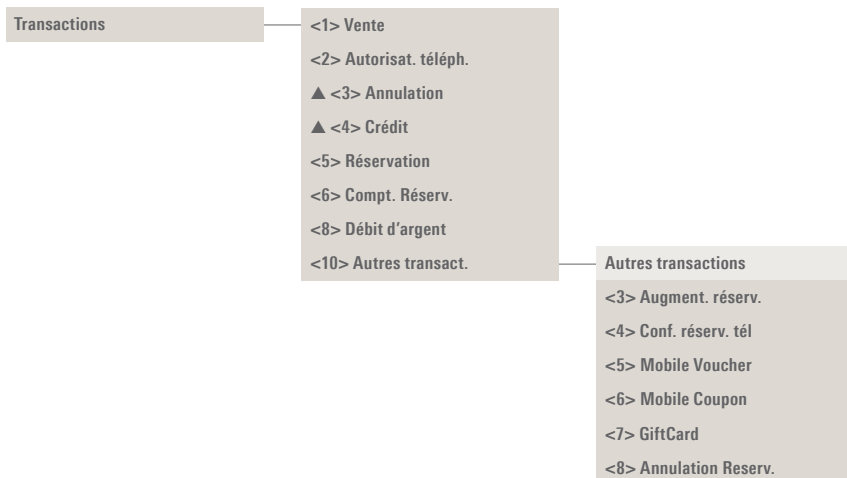 Transactions
<1> Vente
<2> Autorisat. téléph.
▲ <3> Annulation
▲ <4> Crédit
<5> Réservation
<6> Compt. Réserv.
<8> Débit d’argent
<10> Autres transact.
Autres transactions
<3> Augment. réserv.
<4> Conf. réserv. tél
<5> Mobile Voucher
<6> Mobile Coupon
<7> GiftCard
<8> Annulation Reserv.